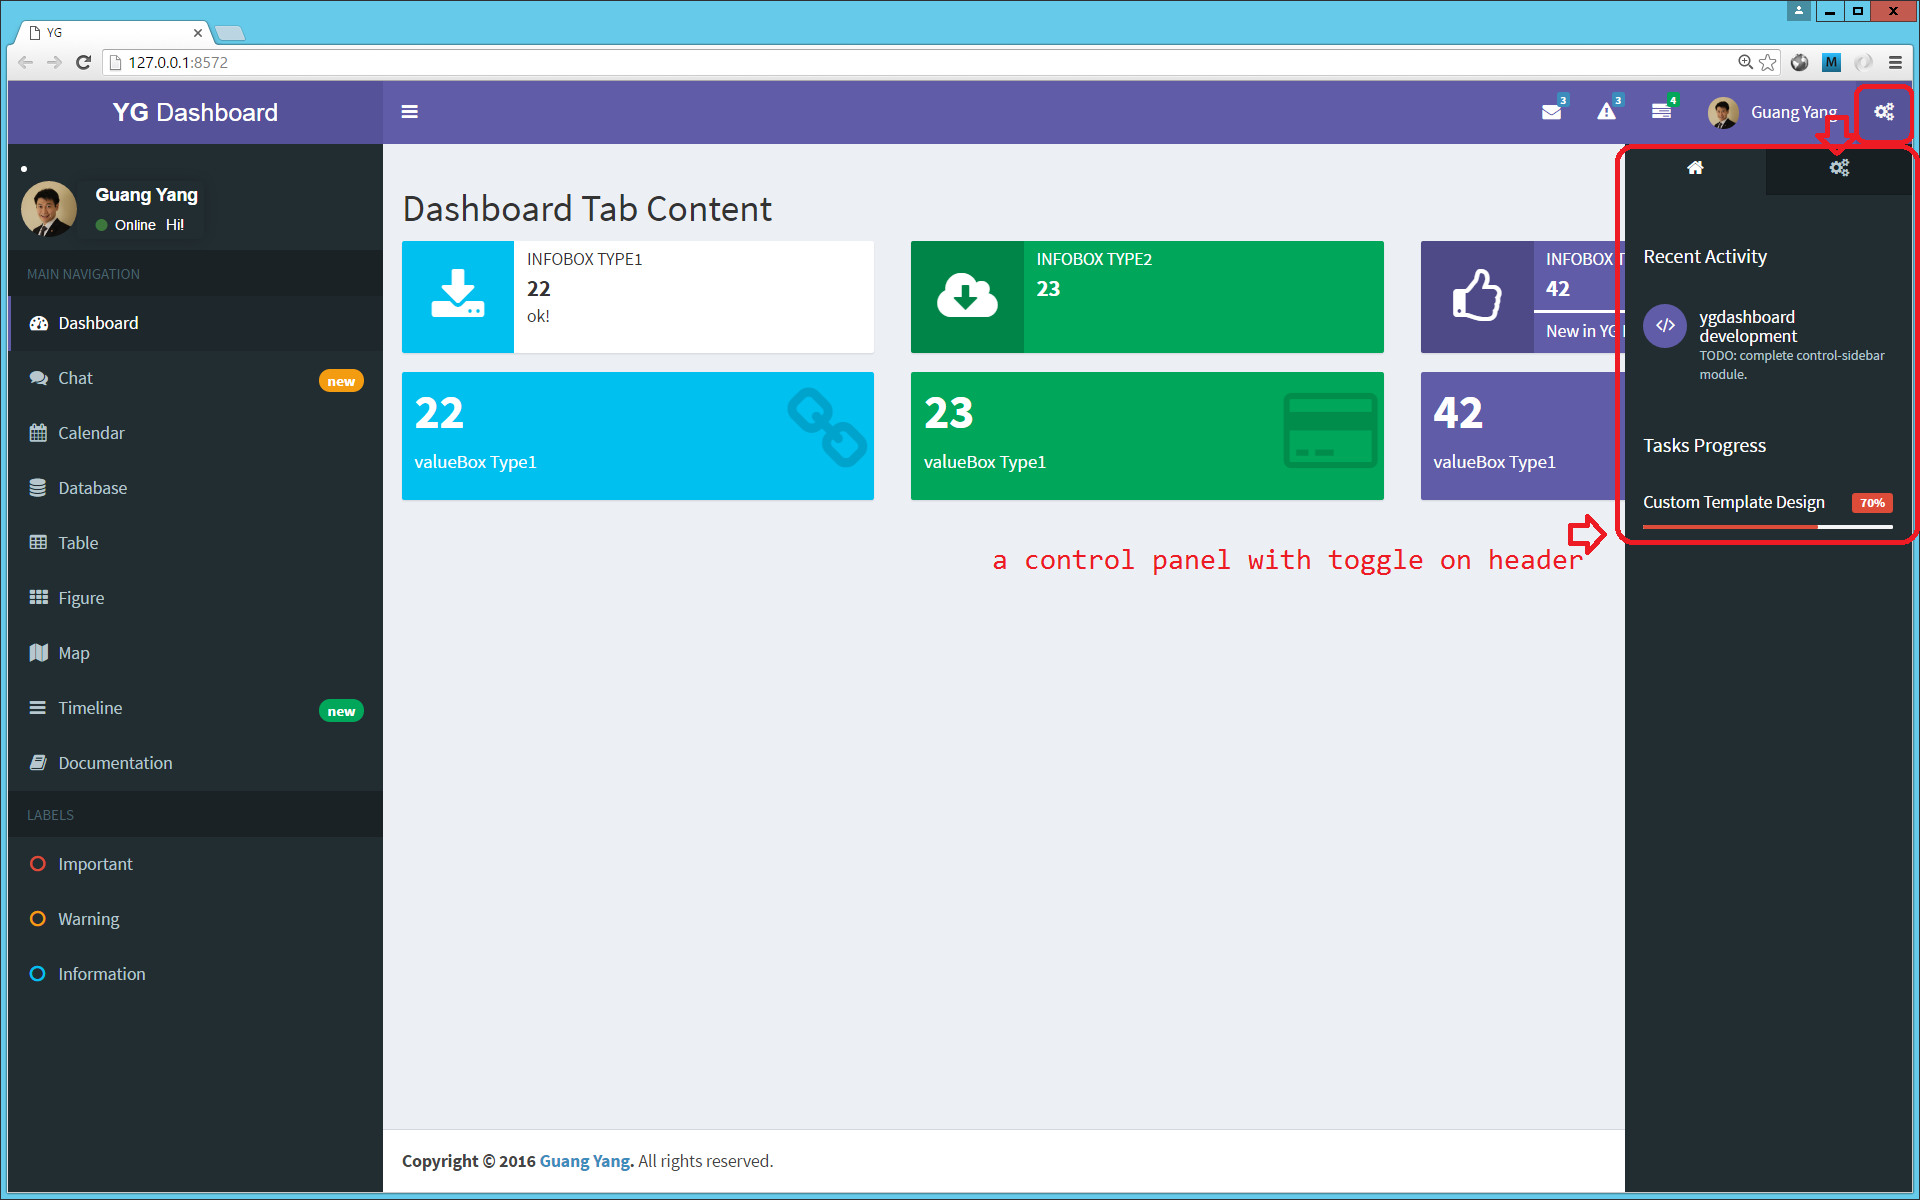 YG
127.0.0.1:8572
M
YG Dashboard
3
3
4
Guang Yang
Guang Yang
Online Hi!
MAIN NAVIGATION
Dashboard
Chat
new
Calendar
Database
Table
Figure
Map
Timeline
new
Documentation
LABELS
Important
Warning
Information
Dashboard Tab Content
INFOBOX TYPE1
22
ok!
INFOBOX TYPE2
23
INFOBOX T
42
New in YG
22
valueBox Type1
23
valueBox Type1
42
valueBox Type1
a control panel with toggle on header
Recent Activity
ygdashboard
development
TODO: complete control-sidebar
module.
Tasks Progress
Custom Template Design
70%
Copyright © 2016 Guang Yang. All rights reserved.